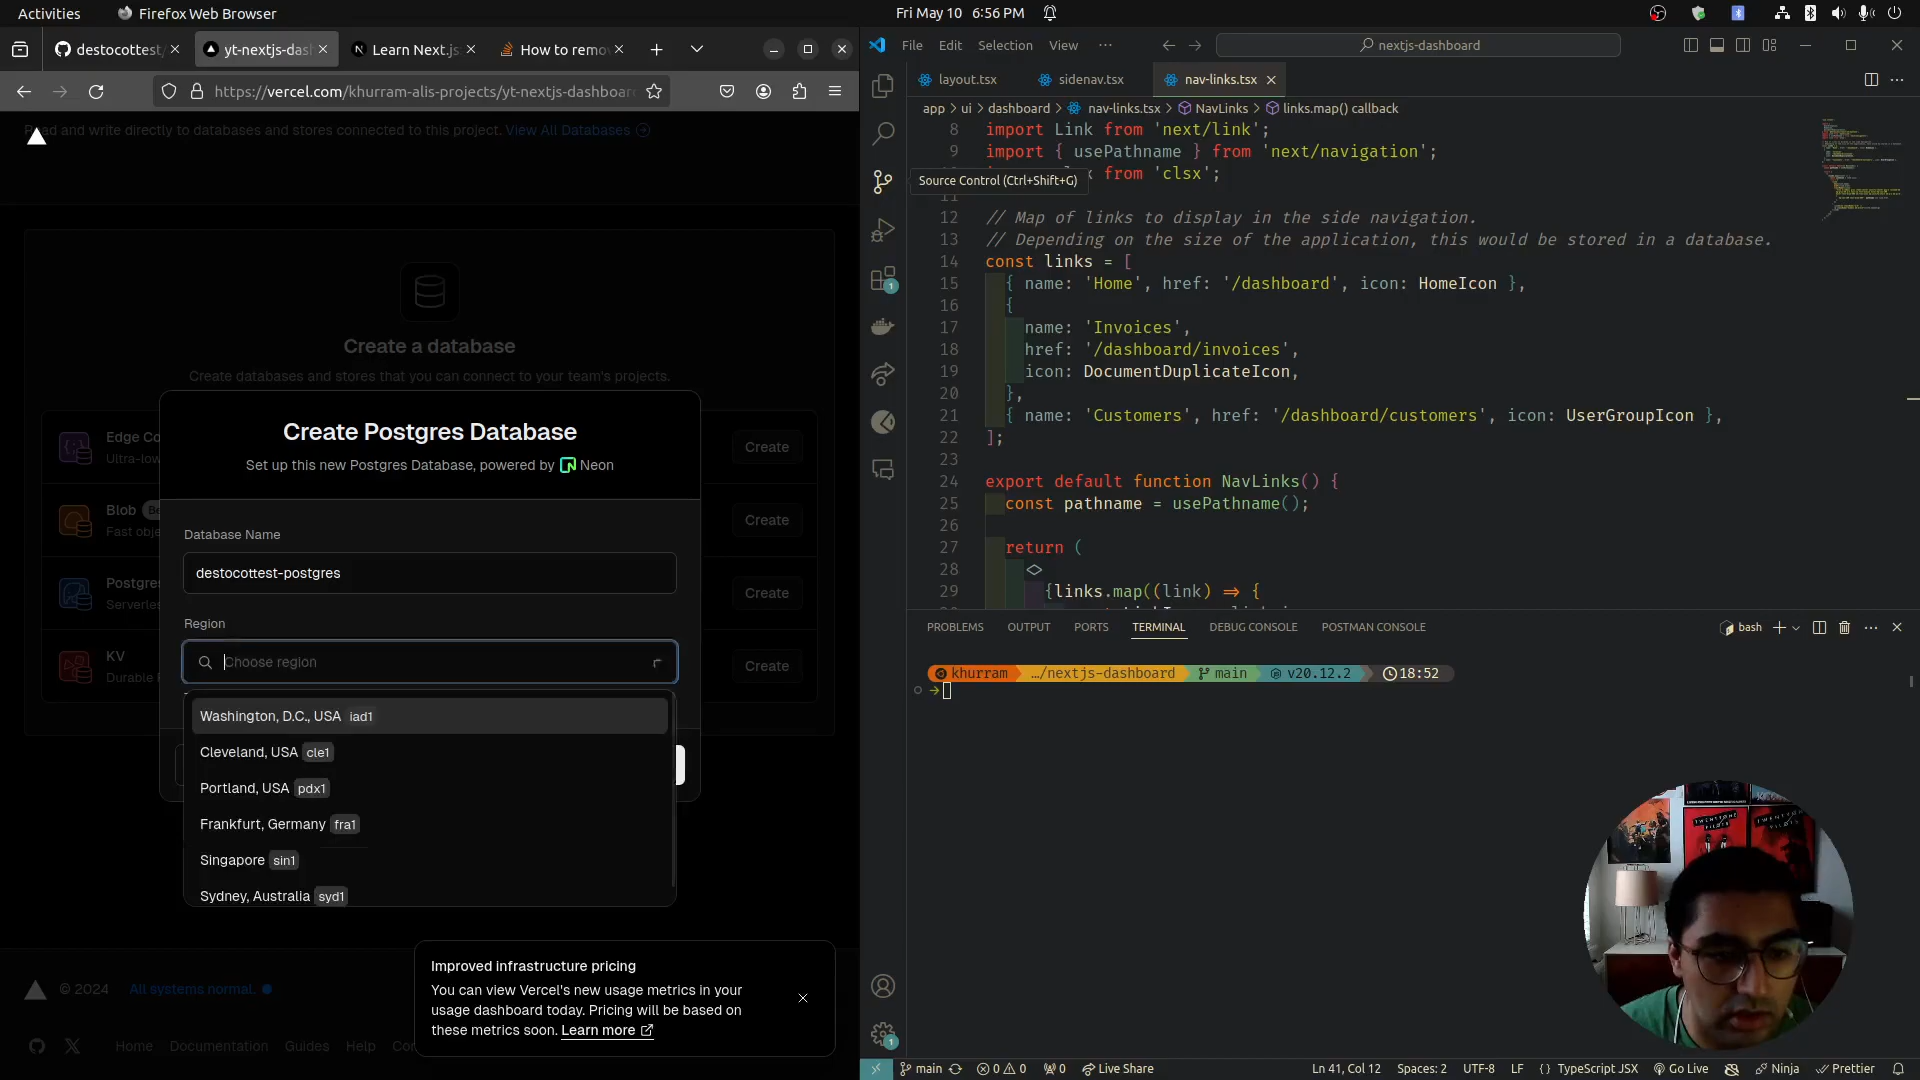 Activities
Firefox Web Browser
Fri May 10 6:56 PM
destocottest
yt-nextjs-das
Learn Next.js
How to remo
https://vercel.com/khurram-alis-projects/yt-nextjs-dashboar
Read and write directly to databases and stores connected to this project. View All Databases
Create a database
Create databases and stores that you can connect to your team's projects.
Edge Co
Ultra-low
Create
Blob
Fast obje
Create
Postgres
Serverles
Create
KV
Durable
Create
Create Postgres Database
Set up this new Postgres Database, powered by Neon
Database Name
destocottest-postgres
Region
Choose region
Washington, D.C., USA iad1
Cleveland, USA cle1
Portland, USA pdx1
Frankfurt, Germany fra1
Singapore sin1
Sydney, Australia syd1
Improved infrastructure pricing
You can view Vercel's new usage metrics in your
usage dashboard today. Pricing will be based on
these metrics soon. Learn more
© 2024 All systems normal.
Home Documentation Guides Help Con
File Edit Selection View ···
nextjs-dashboard
layout.tsx sidenav.tsx nav-links.tsx
app > ui > dashboard > nav-links.tsx > NavLinks > links.map() callback
Source Control (Ctrl+Shift+G)
8 import Link from 'next/link';
9 import { usePathname } from 'next/navigation';
from 'clsx';
11
12 // Map of links to display in the side navigation.
13 // Depending on the size of the application, this would be stored in a database.
14 const links = [
15 { name: 'Home', href: '/dashboard', icon: HomeIcon },
16 {
17 name: 'Invoices',
18 href: '/dashboard/invoices',
19 icon: DocumentDuplicateIcon,
20 },
21 { name: 'Customers', href: '/dashboard/customers', icon: UserGroupIcon },
22 ];
23
24 export default function NavLinks() {
25 const pathname = usePathname();
26
27 return (
28 <>
29 {links.map((link) => {
PROBLEMS OUTPUT PORTS TERMINAL DEBUG CONSOLE POSTMAN CONSOLE
bash
khurram …/nextjs-dashboard main v20.12.2 18:52
1
1
TWENTY ONE PILOTS
main 0 0 0 Live Share
Ln 41, Col 12 Spaces: 2 UTF-8 LF {} TypeScript JSX Go Live Ninja Prettier